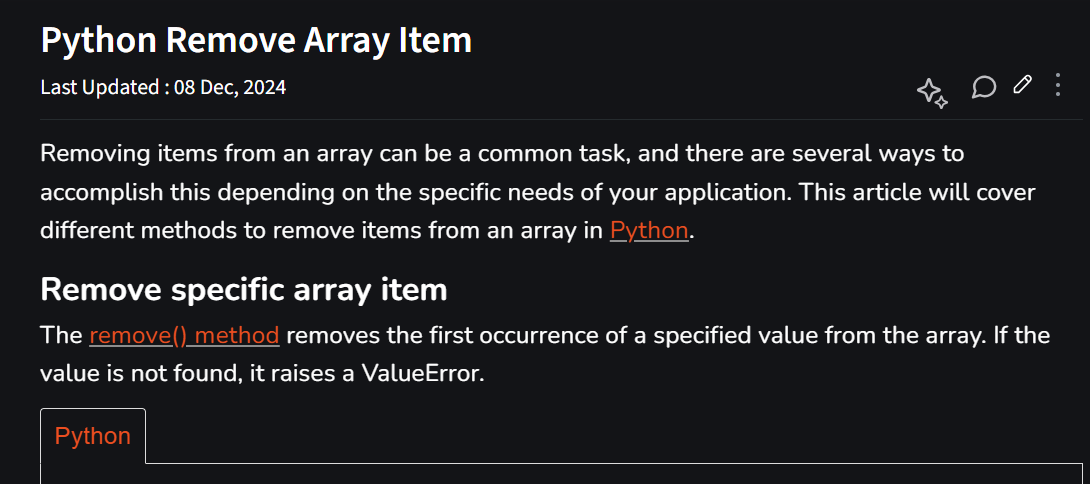 Python Remove Array Item
Last Updated : 08 Dec, 2024
Removing items from an array can be a common task, and there are several ways to
accomplish this depending on the specific needs of your application. This article will cover
different methods to remove items from an array in Python.
Remove specific array item
The remove() method removes the first occurrence of a specified value from the array. If the
value is not found, it raises a ValueError.
Python